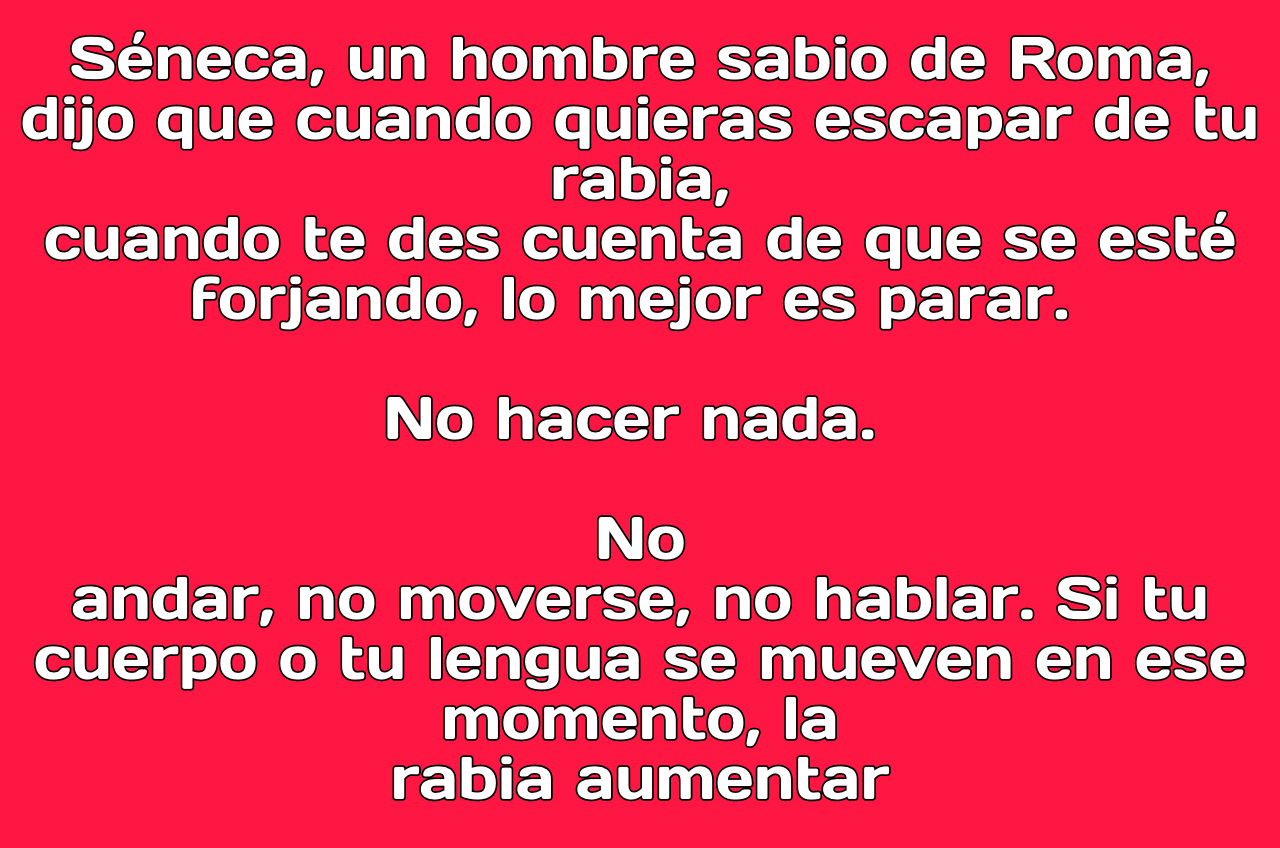 Séneca, un hombre sabio de Roma,
dijo que cuando quieras escapar de tu
rabia,
cuando te des cuenta de que se esté
forjando, lo mejor es parar.
No hacer nada.
No
andar, no moverse, no hablar. Si tu
cuerpo o tu lengua se mueven en ese
momento, la
rabia aumentar